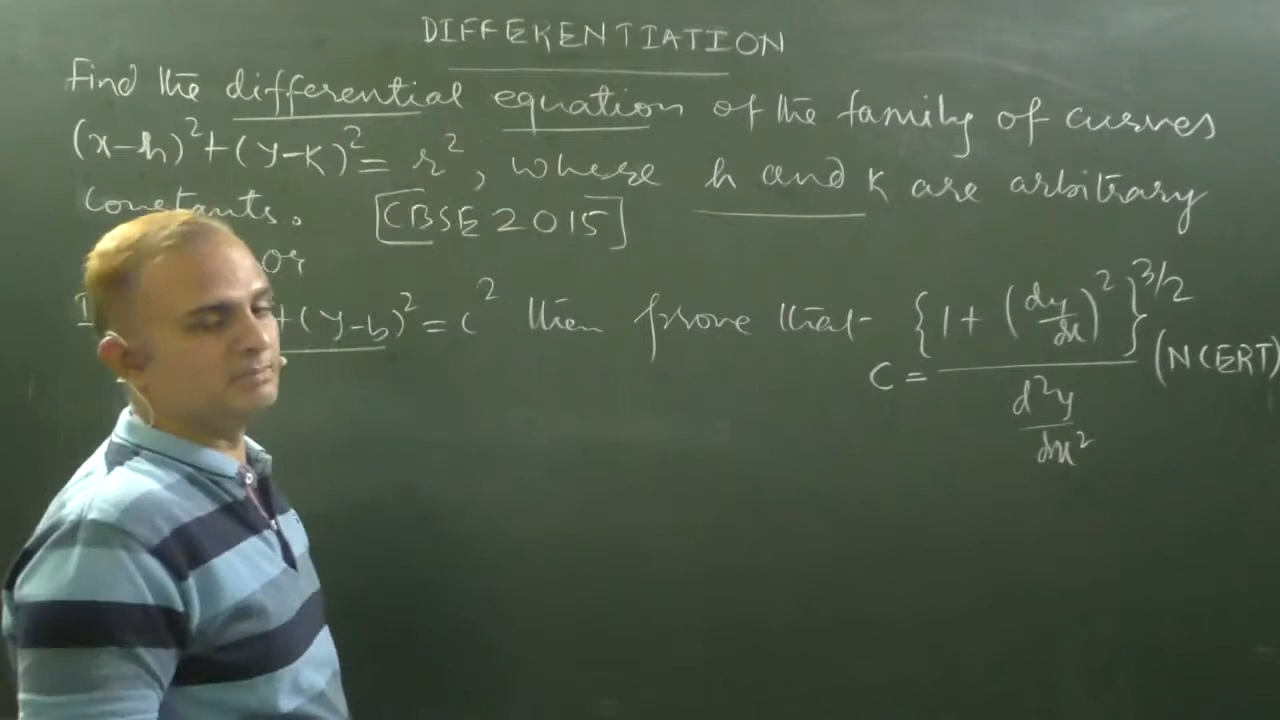 DIFFERENTIATION
Find the differential equation of the family of curves
(x-h)²+(y-k)²= r², where h and k are arbitrary
constants. [CBSE 2015]
or
+(y-b)²=c² then prove that C = {1+(dy/dx)²}^3/2 / d²y/dx² (NCERT)